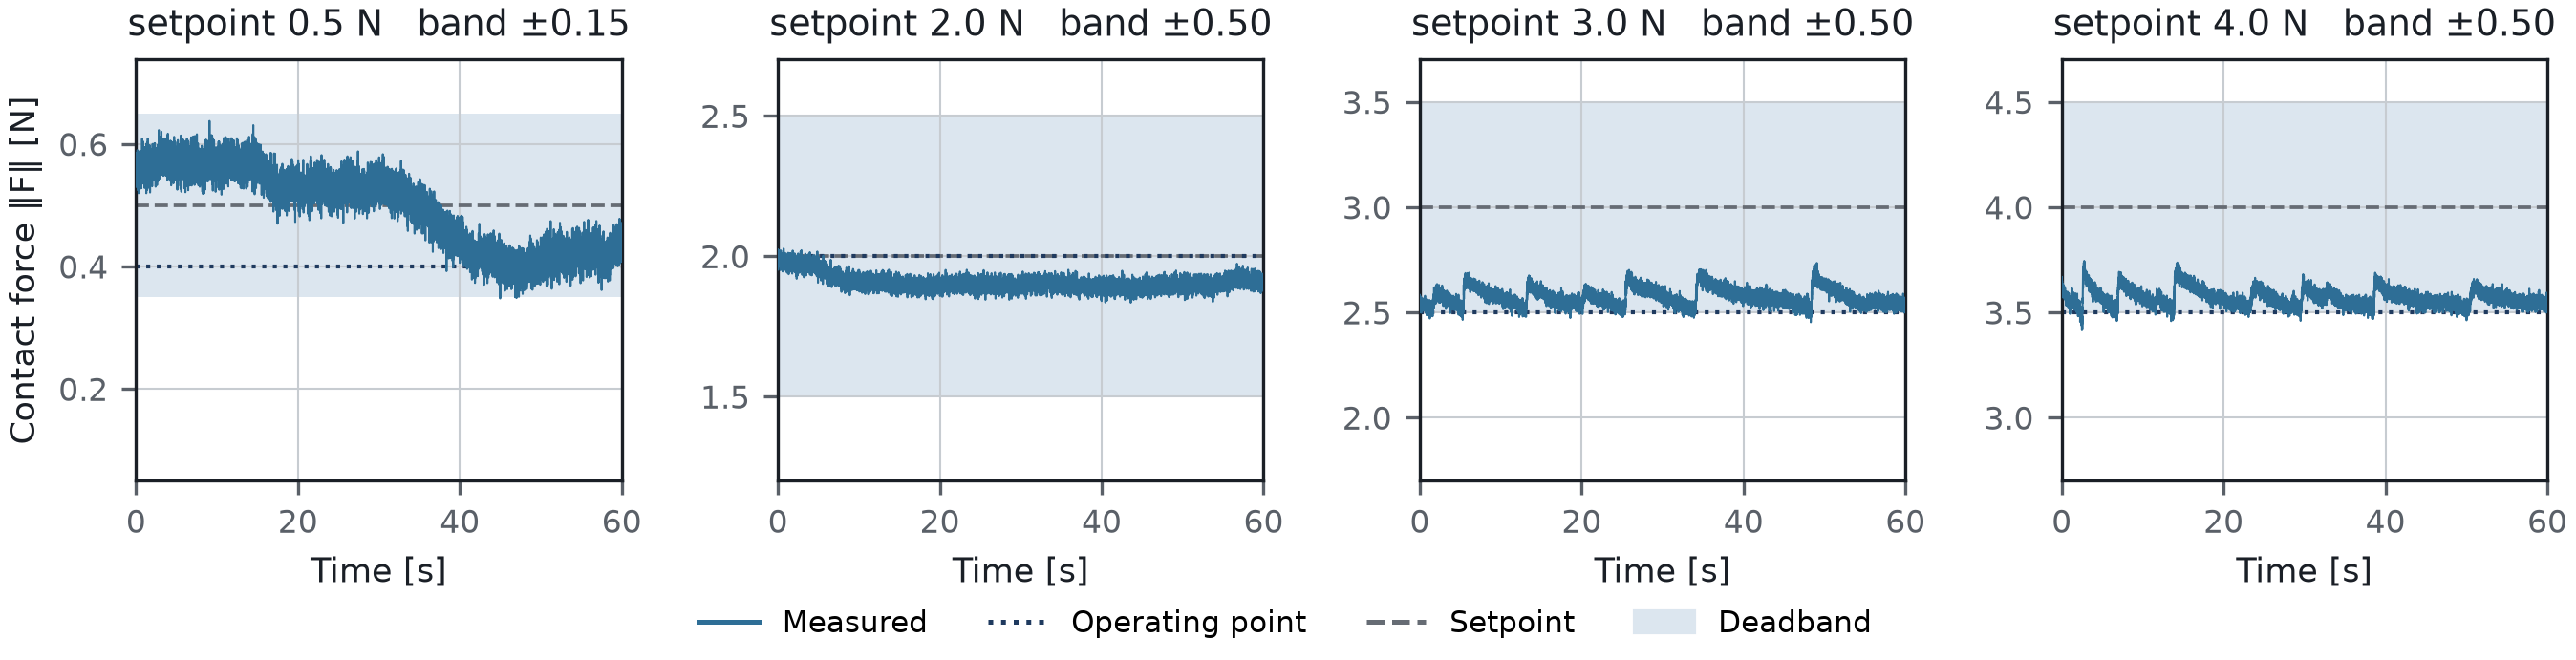 setpoint 0.5 N band ±0.15
setpoint 2.0 N band ±0.50
setpoint 3.0 N band ±0.50
setpoint 4.0 N band ±0.50
Contact force ‖F‖ [N]
0.6
0.4
0.2
0 20 40 60
Time [s]
2.5
2.0
1.5
0 20 40 60
Time [s]
3.5
3.0
2.5
2.0
0 20 40 60
Time [s]
4.5
4.0
3.5
3.0
0 20 40 60
Time [s]
Measured Operating point Setpoint Deadband